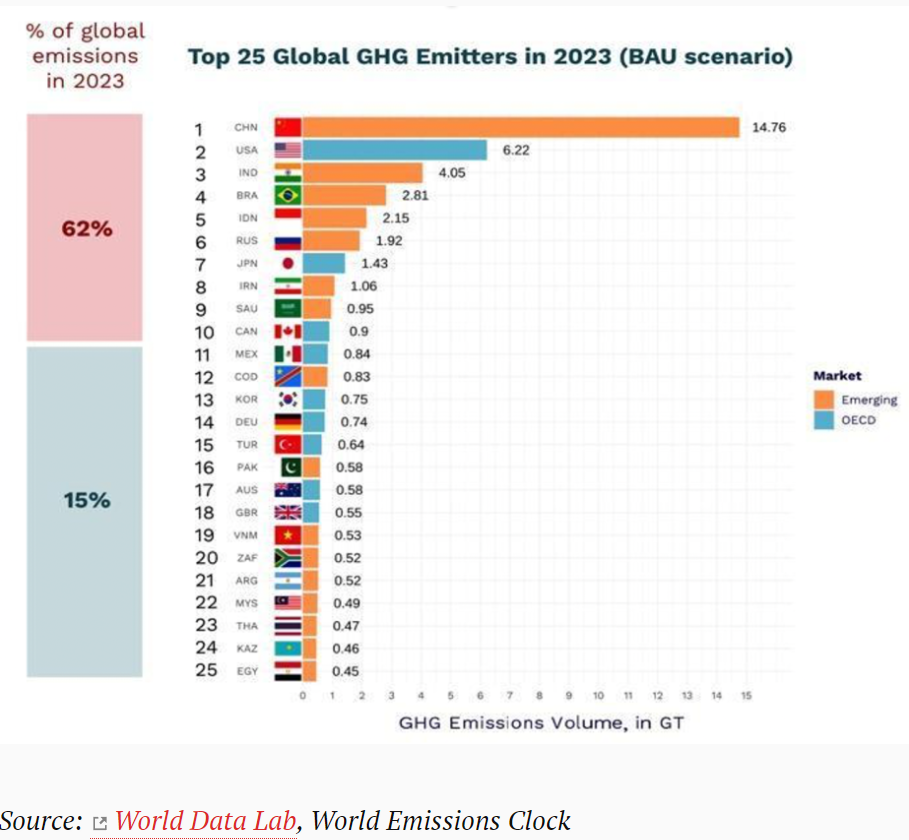 % of global
emissions
in 2023
Top 25 Global GHG Emitters in 2023 (BAU scenario)
62%
15%
1 CHN 14.76
2 USA 6.22
3 IND 4.05
4 BRA 2.81
5 IDN 2.15
6 RUS 1.92
7 JPN 1.43
8 IRN 1.06
9 SAU 0.95
10 CAN 0.9
11 MEX 0.84
12 COD 0.83
13 KOR 0.75
14 DEU 0.74
15 TUR 0.64
16 PAK 0.58
17 AUS 0.58
18 GBR 0.55
19 VNM 0.53
20 ZAF 0.52
21 ARG 0.52
22 MYS 0.49
23 THA 0.47
24 KAZ 0.46
25 EGY 0.45
0 1 2 3 4 5 6 7 8 9 10 11 12 13 14 15
GHG Emissions Volume, in GT
Market
Emerging
OECD
Source: World Data Lab, World Emissions Clock